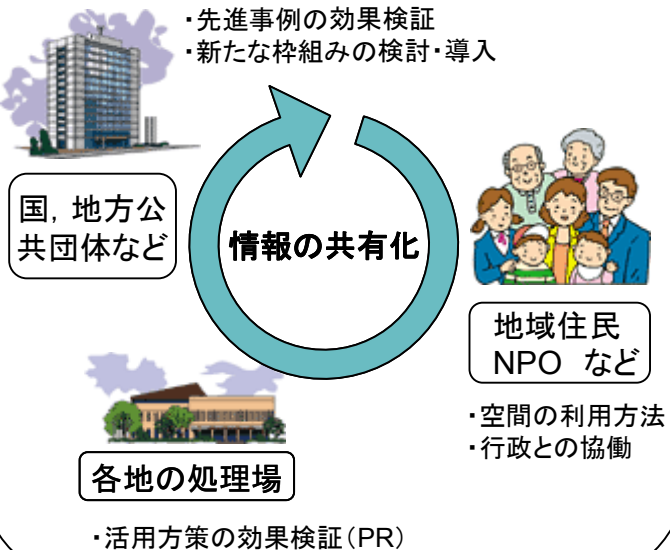 ・先進事例の効果検証
・新たな枠組みの検討・導入
国，地方公
共団体など
情報の共有化
地域住民
NPO など
・空間の利用方法
・行政との協働
各地の処理場
・活用方策の効果検証（PR）